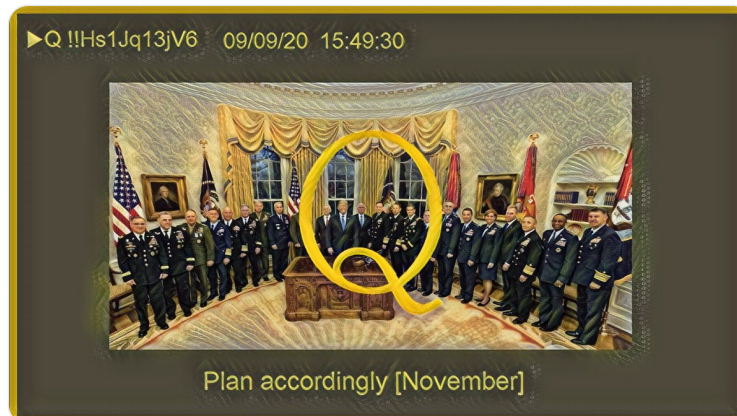 ▶Q !!Hs1Jq13jV6 09/09/20 15:49:30
Q
Plan accordingly [November]